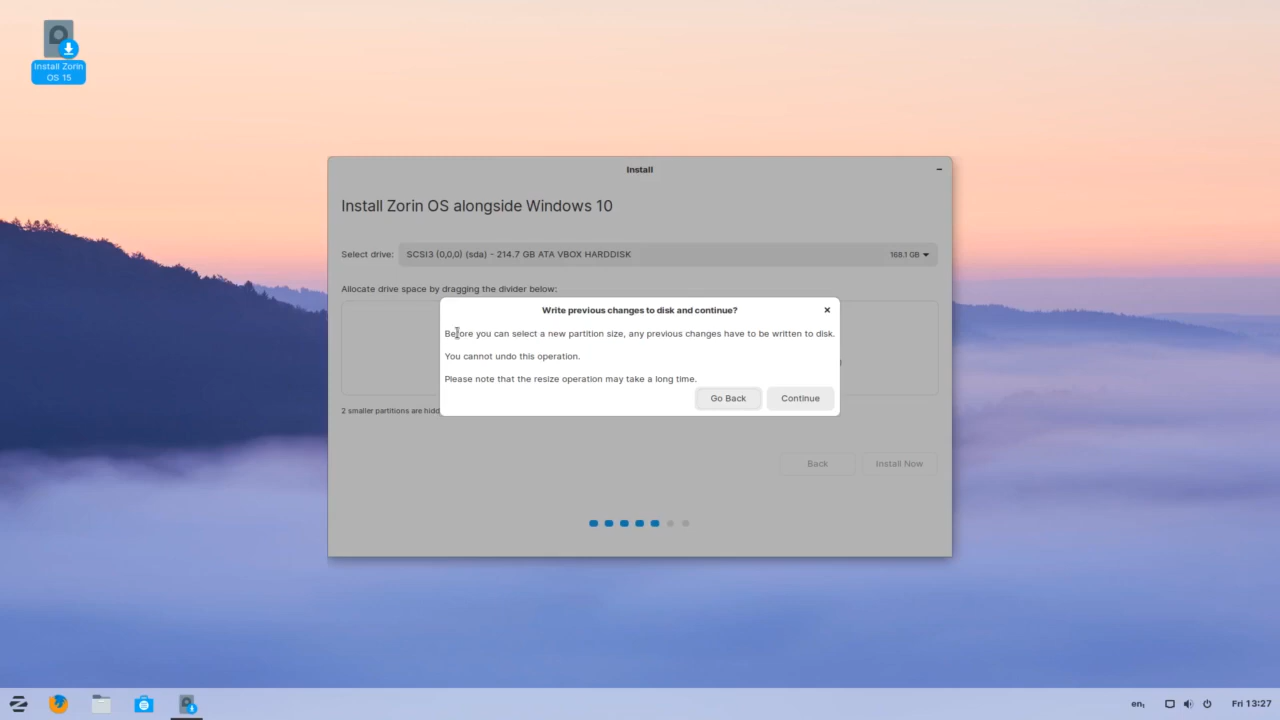 Install Zorin
OS 15
Install
Install Zorin OS alongside Windows 10
Select drive: SCSI3 (0,0,0) (sda) - 214.7 GB ATA VBOX HARDDISK 168.1 GB
Allocate drive space by dragging the divider below:
Write previous changes to disk and continue?
Before you can select a new partition size, any previous changes have to be written to disk.
You cannot undo this operation.
Please note that the resize operation may take a long time.
Go Back Continue
2 smaller partitions are hidd
Back Install Now
en₁ Fri 13:27